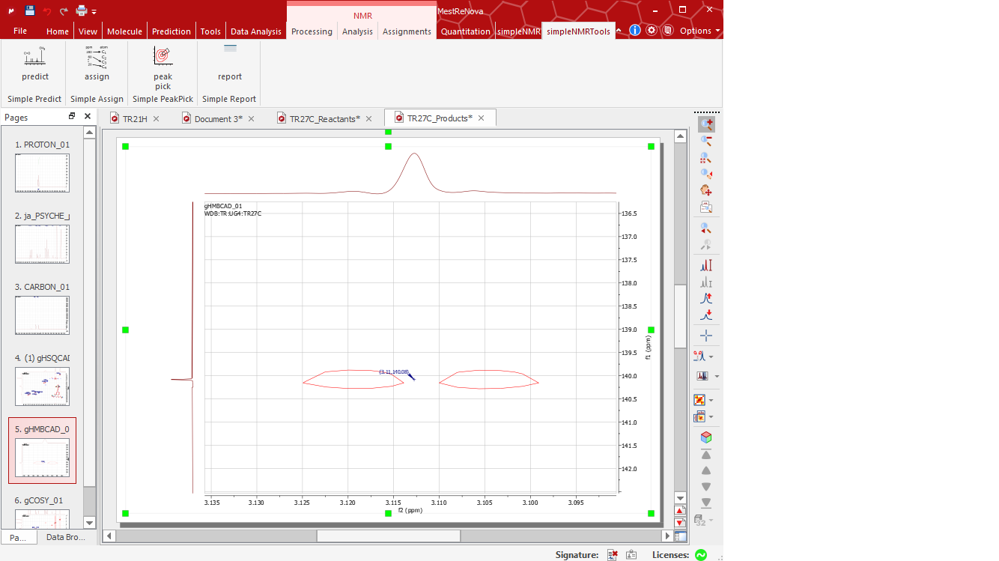 NMR
MestReNova
File Home View Molecule Prediction Tools Data Analysis Processing Analysis Assignments Quantitation simpleNMR simpleNMRTools Options
predict assign peak pick report
Simple Predict Simple Assign Simple PeakPick Simple Report
Pages
TR21H Document 3* TR27C_Reactants* TR27C_Products*
1. PROTON_01
2. ja_PSYCHE_
3. CARBON_01
4. (1) gHSQCAD
5. gHMBCAD_0
6. gCOSY_01
Pa... Data Bro...
gHMBCAD_01
WDB:TR:UG4:TR27C
(3.11,140.08)
136.5
137.0
137.5
138.0
138.5
139.0
139.5
140.0
140.5
141.0
141.5
142.0
f1 (ppm)
3.135 3.130 3.125 3.120 3.115 3.110 3.105 3.100 3.095
f2 (ppm)
32
Signature: Licenses: